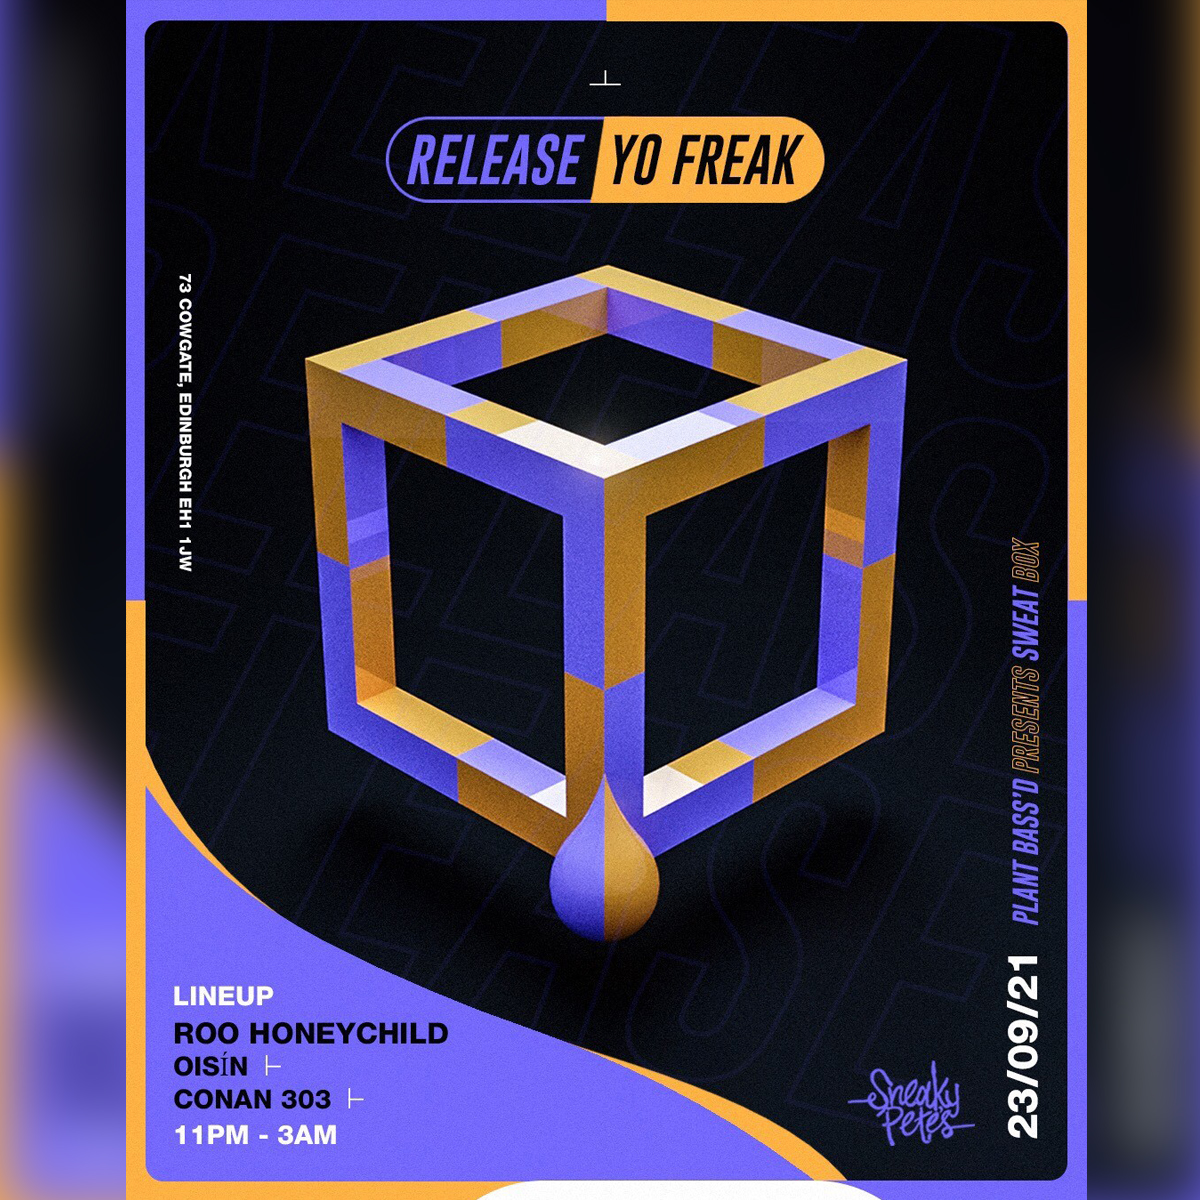 RELEASE YO FREAK
73 COWGATE, EDINBURGH EH1 1JW
PLANT BASS'D PRESENTS SWEAT BOX
23/09/21
LINEUP
ROO HONEYCHILD
OISÍN
CONAN 303
11PM - 3AM
Sneaky
Pete's